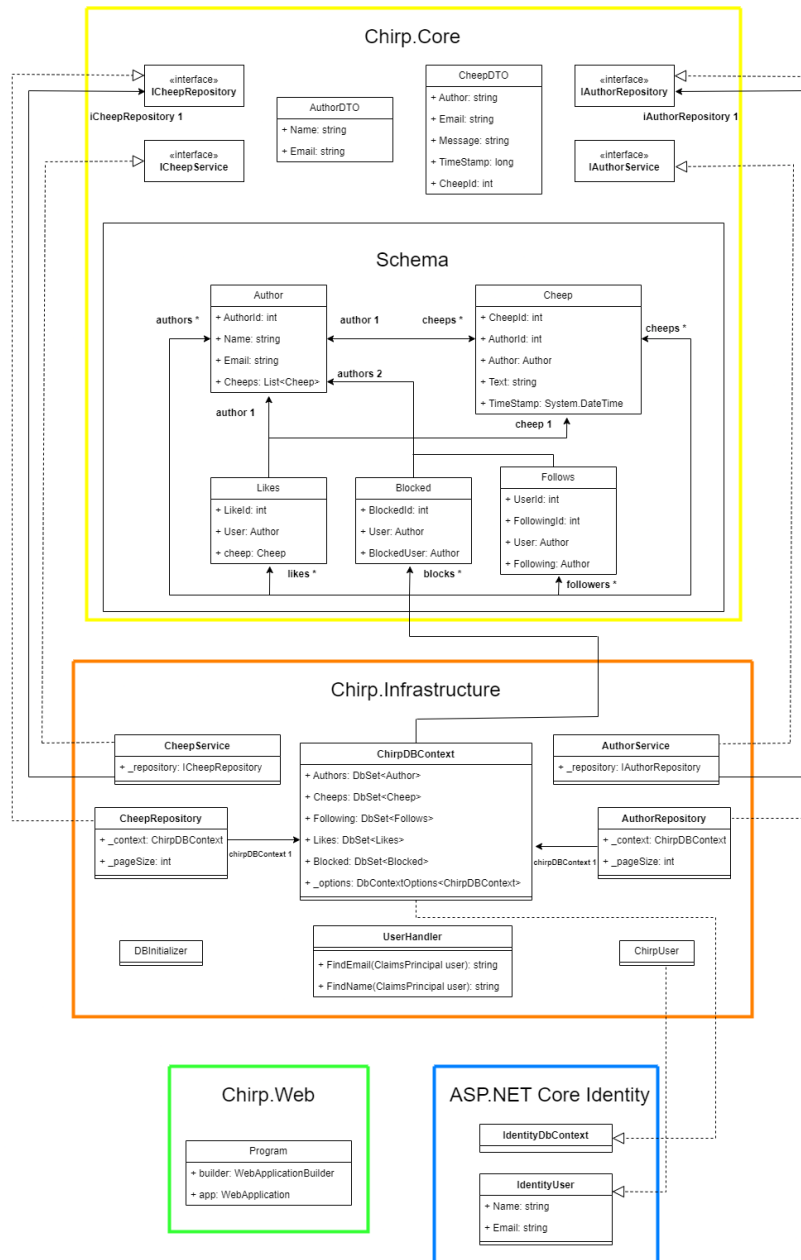 Chirp.Core
«interface»
ICheepRepository
iCheepRepository 1
«interface»
ICheepService
AuthorDTO
+ Name: string
+ Email: string
CheepDTO
+ Author: string
+ Email: string
+ Message: string
+ TimeStamp: long
+ CheepId: int
«interface»
IAuthorRepository
iAuthorRepository 1
«interface»
IAuthorService
Schema
Author
+ AuthorId: int
+ Name: string
+ Email: string
+ Cheeps: List<Cheep>
authors *
author 1
cheeps *
Cheep
+ CheepId: int
+ AuthorId: int
+ Author: Author
+ Text: string
+ TimeStamp: System.DateTime
cheeps *
authors 2
author 1
cheep 1
Likes
+ LikeId: int
+ User: Author
+ cheep: Cheep
Blocked
+ BlockedId: int
+ User: Author
+ BlockedUser: Author
Follows
+ UserId: int
+ FollowingId: int
+ User: Author
+ Following: Author
likes *
blocks *
followers *
Chirp.Infrastructure
CheepService
+ _repository: ICheepRepository
CheepRepository
+ _context: ChirpDBContext
+ _pageSize: int
chirpDBContext 1
ChirpDBContext
+ Authors: DbSet<Author>
+ Cheeps: DbSet<Cheep>
+ Following: DbSet<Follows>
+ Likes: DbSet<Likes>
+ Blocked: DbSet<Blocked>
+ _options: DbContextOptions<ChirpDBContext>
AuthorService
+ _repository: IAuthorRepository
AuthorRepository
+ _context: ChirpDBContext
+ _pageSize: int
chirpDBContext 1
DBInitializer
UserHandler
+ FindEmail(ClaimsPrincipal user): string
+ FindName(ClaimsPrincipal user): string
ChirpUser
Chirp.Web
Program
+ builder: WebApplicationBuilder
+ app: WebApplication
ASP.NET Core Identity
IdentityDbContext
IdentityUser
+ Name: string
+ Email: string